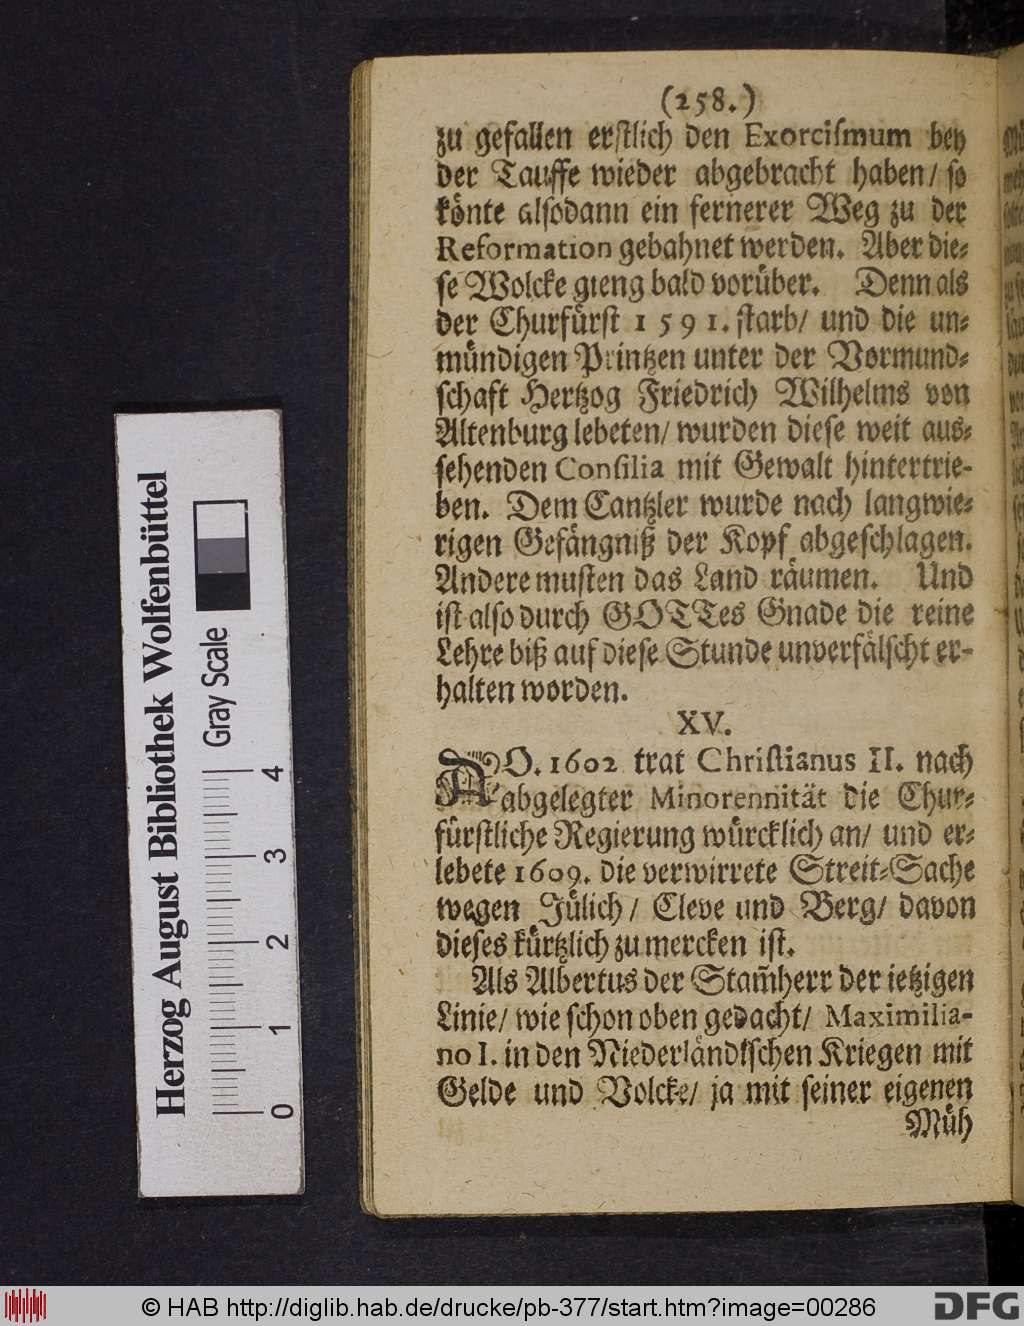 (258.)
zu gefallen erſtlich den Exorciſmum bey
der Tauffe wieder abgebracht haben/ ſo
könte alſodann ein fernerer Weg zu der
Reformation gebahnet werden. Aber die⸗
ſe Wolcke gieng bald vorüber. Denn als
der Churfürſt 1591. ſtarb/ und die un⸗
mündigen Printzen unter der Vormund⸗
ſchaft Hertzog Friedrich Wilhelms von
Altenburg lebeten/ wurden dieſe weit aus⸗
ſehenden Conſilia mit Gewalt hintertrie-
ben. Dem Cantzler wurde nach langwie⸗
rigen Gefängniß der Kopf abgeſchlagen.
Andere muſten das Land räumen. Und
iſt alſo durch GOTTes Gnade die reine
Lehre biß auf dieſe Stunde unverfälſcht er-
halten worden.
XV.
AO. 1602 trat Chriſtianus II. nach
abgelegter Minorennität die Chur⸗
fürſtliche Regierung würcklich an/ und er⸗
lebete 1609. die verwirrete Streit⸗Sache
wegen Jülich/ Cleve und Berg/ davon
dieſes kürtzlich zu mercken iſt.
Als Albertus der Stam̃herr der ietzigen
Linie/ wie ſchon oben gedacht/ Maximilia-
no I. in den Niederländiſchen Kriegen mit
Gelde und Volcke/ ja mit ſeiner eigenen
Müh
Herzog August Bibliothek Wolfenbüttel
Gray Scale
0 1 2 3 4
© HAB http://diglib.hab.de/drucke/pb-377/start.htm?image=00286
DFG